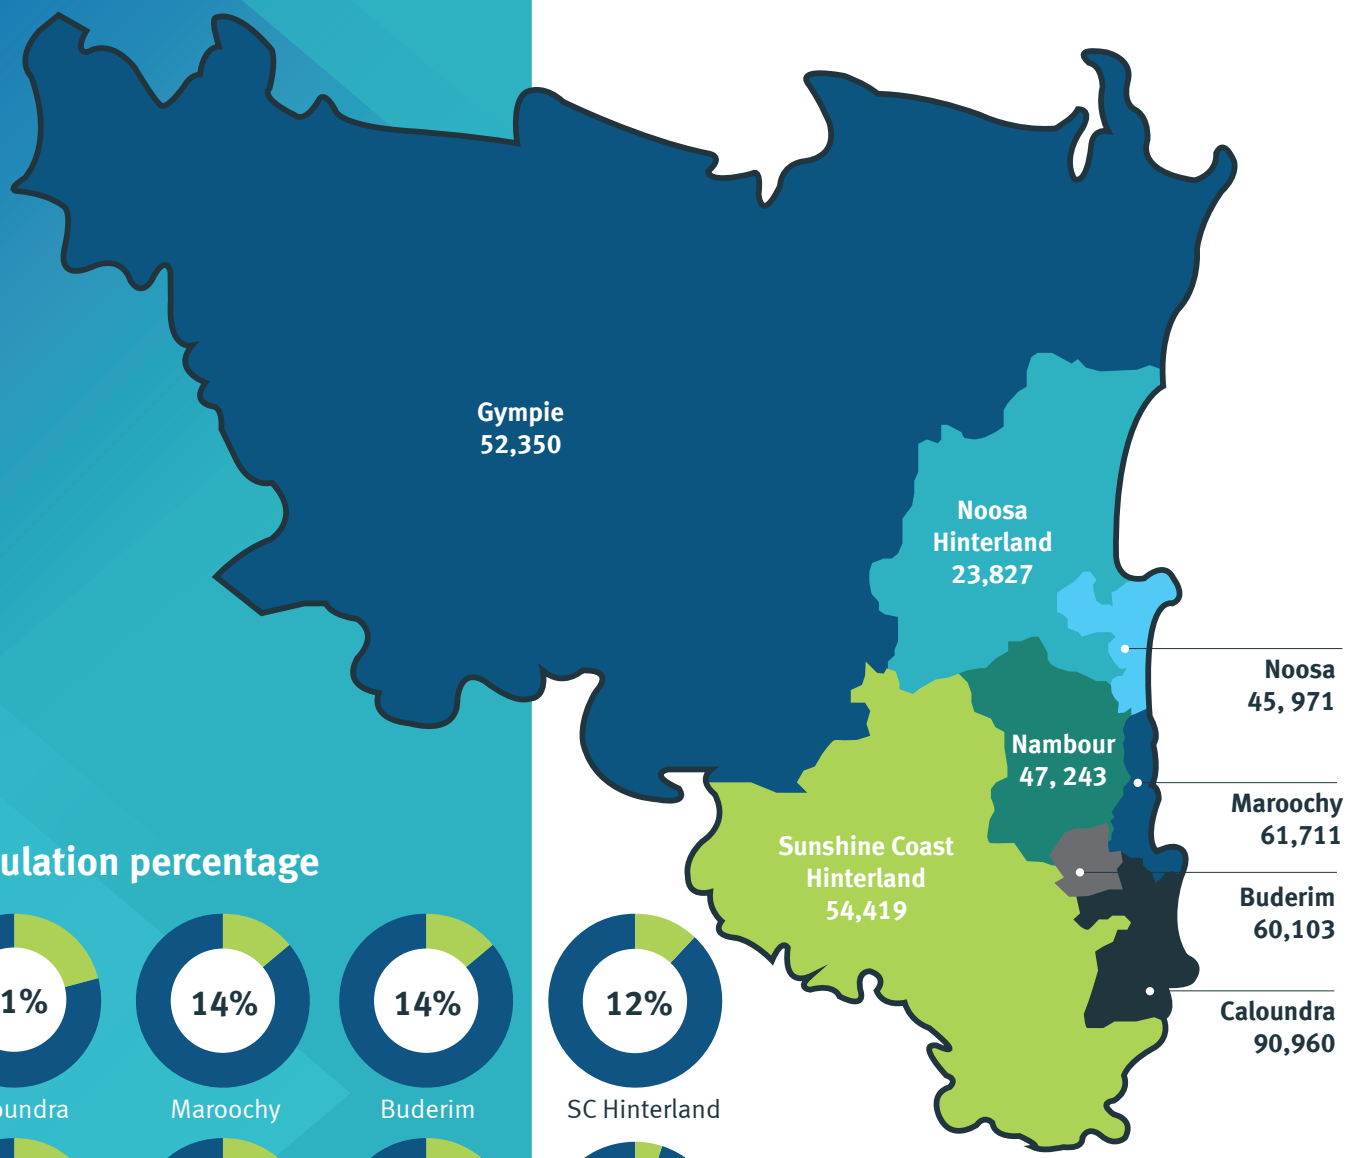 Gympie
52,350
Noosa
Hinterland
23,827
Noosa
45, 971
Nambour
47, 243
Maroochy
61,711
Sunshine Coast
Hinterland
54,419
Buderim
60,103
Caloundra
90,960
ulation percentage
1%
14%
14%
12%
oundra
Maroochy
Buderim
SC Hinterland